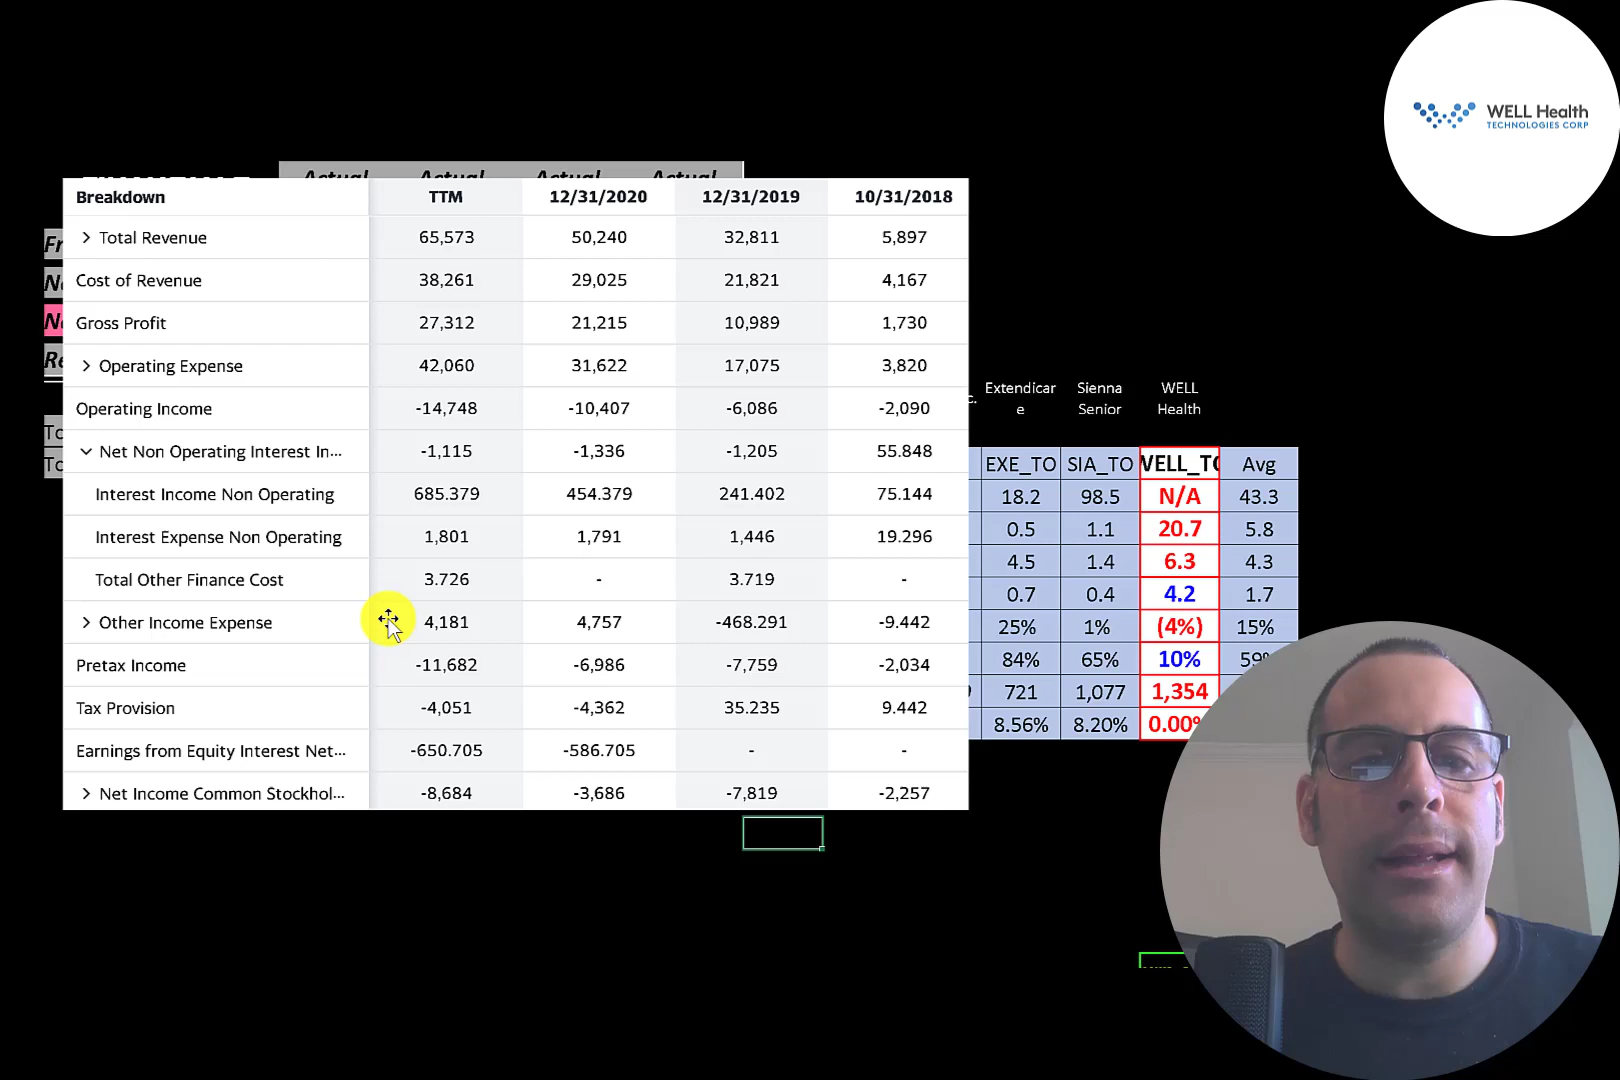 WELL Health
TECHNOLOGIES CORP
Actual Actual Actual Actual
Breakdown TTM 12/31/2020 12/31/2019 10/31/2018
Total Revenue 65,573 50,240 32,811 5,897
Cost of Revenue 38,261 29,025 21,821 4,167
Gross Profit 27,312 21,215 10,989 1,730
Operating Expense 42,060 31,622 17,075 3,820
Operating Income -14,748 -10,407 -6,086 -2,090
Net Non Operating Interest In... -1,115 -1,336 -1,205 55.848
Interest Income Non Operating 685.379 454.379 241.402 75.144
Interest Expense Non Operating 1,801 1,791 1,446 19.296
Total Other Finance Cost 3.726 - 3.719 -
Other Income Expense 4,181 4,757 -468.291 -9.442
Pretax Income -11,682 -6,986 -7,759 -2,034
Tax Provision -4,051 -4,362 35.235 9.442
Earnings from Equity Interest Net... -650.705 -586.705 - -
Net Income Common Stockhol... -8,684 -3,686 -7,819 -2,257
Extendicar
e
Sienna
Senior
WELL
Health
EXE_TO SIA_TO WELL_TO Avg
18.2 98.5 N/A 43.3
0.5 1.1 20.7 5.8
4.5 1.4 6.3 4.3
0.7 0.4 4.2 1.7
25% 1% (4%) 15%
84% 65% 10% 59%
721 1,077 1,354
8.56% 8.20% 0.00%